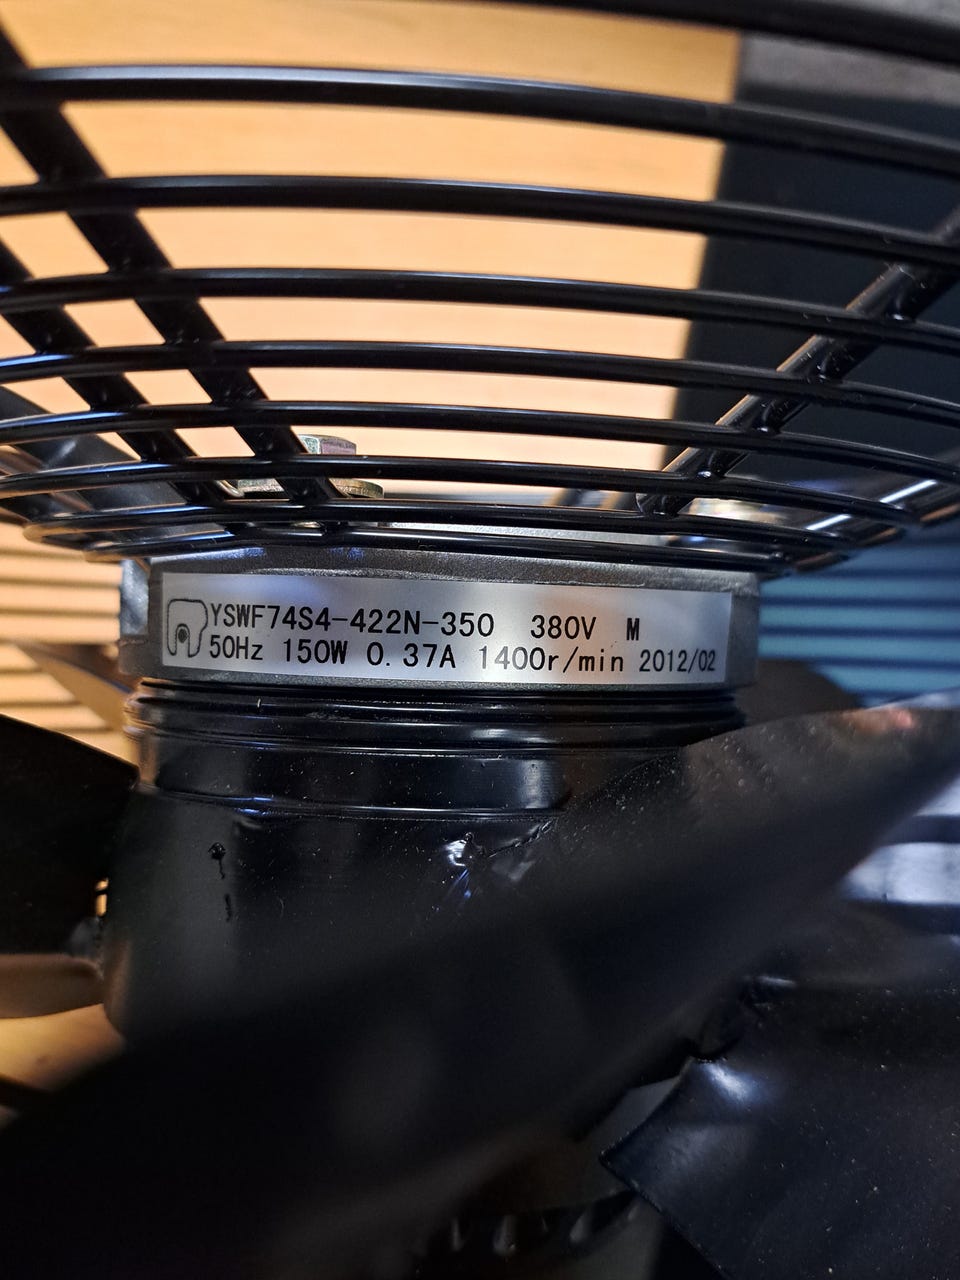 YSWF74S4-422N-350 380V M
50Hz 150W 0.37A 1400r/min 2012/02